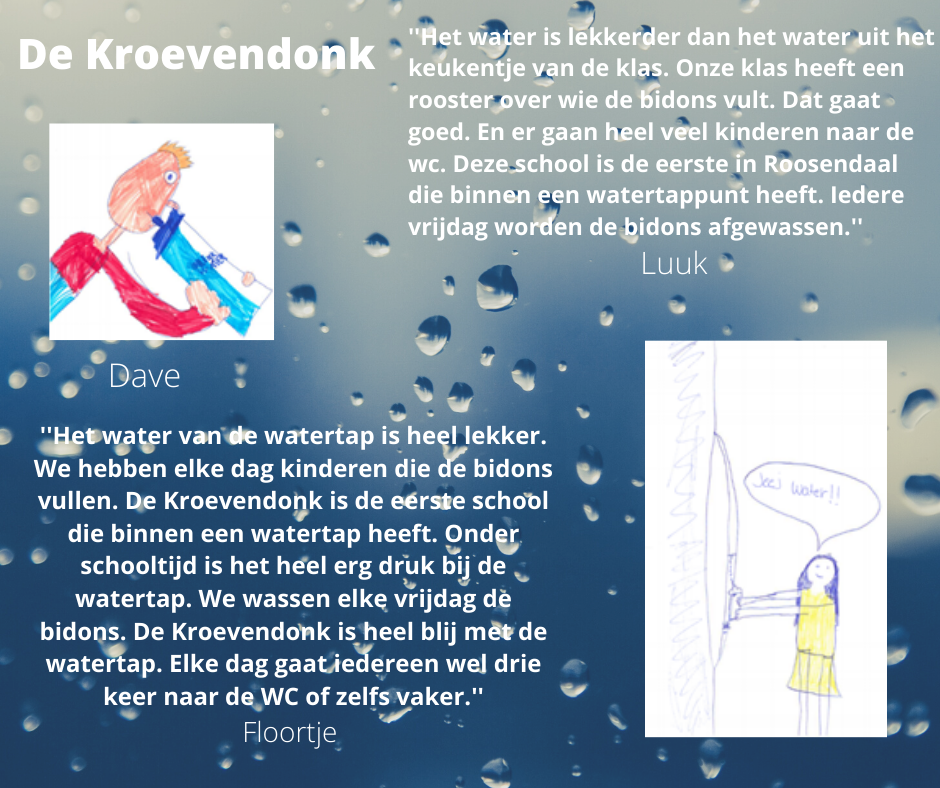 De Kroevendonk
''Het water is lekkerder dan het water uit het
keukentje van de klas. Onze klas heeft een
rooster over wie de bidons vult. Dat gaat
goed. En er gaan heel veel kinderen naar de
wc. Deze school is de eerste in Roosendaal
die binnen een watertappunt heeft. Iedere
vrijdag worden de bidons afgewassen.''
Luuk
Dave
''Het water van de watertap is heel lekker.
We hebben elke dag kinderen die de bidons
vullen. De Kroevendonk is de eerste school
die binnen een watertap heeft. Onder
schooltijd is het heel erg druk bij de
watertap. We wassen elke vrijdag de
bidons. De Kroevendonk is heel blij met de
watertap. Elke dag gaat iedereen wel drie
keer naar de WC of zelfs vaker.''
Floortje
Jeej water!!